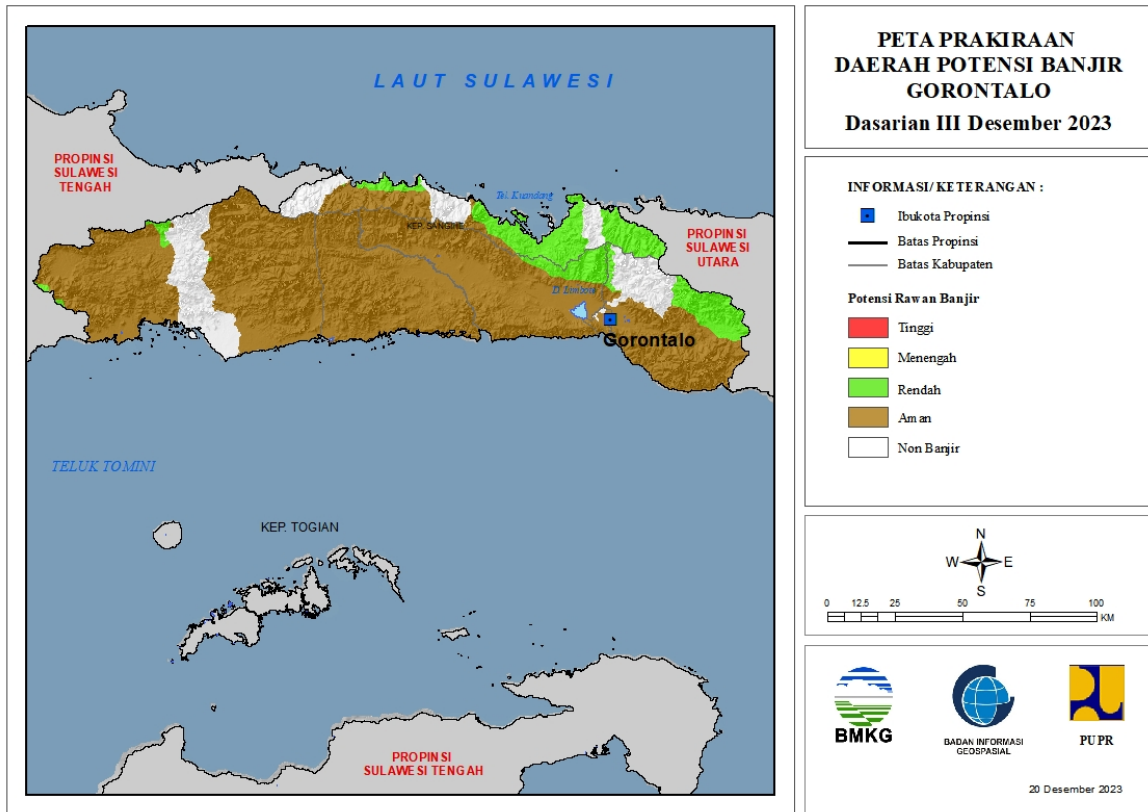 LAUT SULAWESI
PROPINSI
SULAWESI
TENGAH
Tel. Kuandang
KEP. SANGIHE
PROPINSI
SULAWESI
UTARA
D. Limboto
Gorontalo
TELUK TOMINI
KEP. TOGIAN
PROPINSI
SULAWESI TENGAH
PETA PRAKIRAAN
DAERAH POTENSI BANJIR
GORONTALO
Dasarian III Desember 2023
INFORMASI/ KETERANGAN :
Ibukota Propinsi
Batas Propinsi
Batas Kabupaten
Potensi Rawan Banjir
Tinggi
Menengah
Rendah
Aman
Non Banjir
N
W E
S
0 12.5 25 50 75 100
KM
BMKG
BADAN INFORMASI
GEOSPASIAL
PUPR
20 Desember 2023